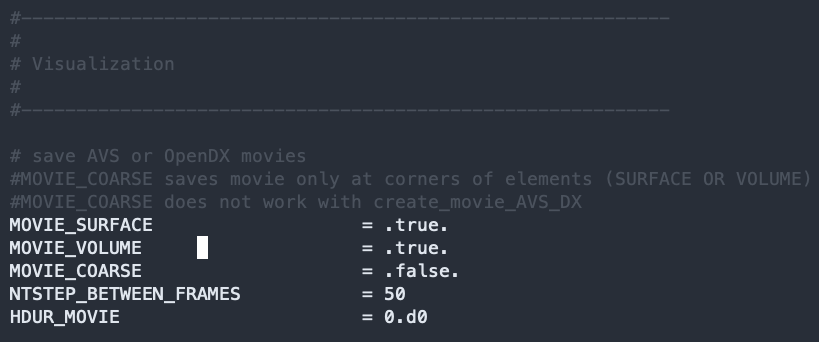 #-----------------------------------------------------------
#
# Visualization
#
#-----------------------------------------------------------
# save AVS or OpenDX movies
#MOVIE_COARSE saves movie only at corners of elements (SURFACE OR VOLUME)
#MOVIE_COARSE does not work with create_movie_AVS_DX
MOVIE_SURFACE                   = .true.
MOVIE_VOLUME                    = .true.
MOVIE_COARSE                    = .false.
NTSTEP_BETWEEN_FRAMES           = 50
HDUR_MOVIE                      = 0.d0